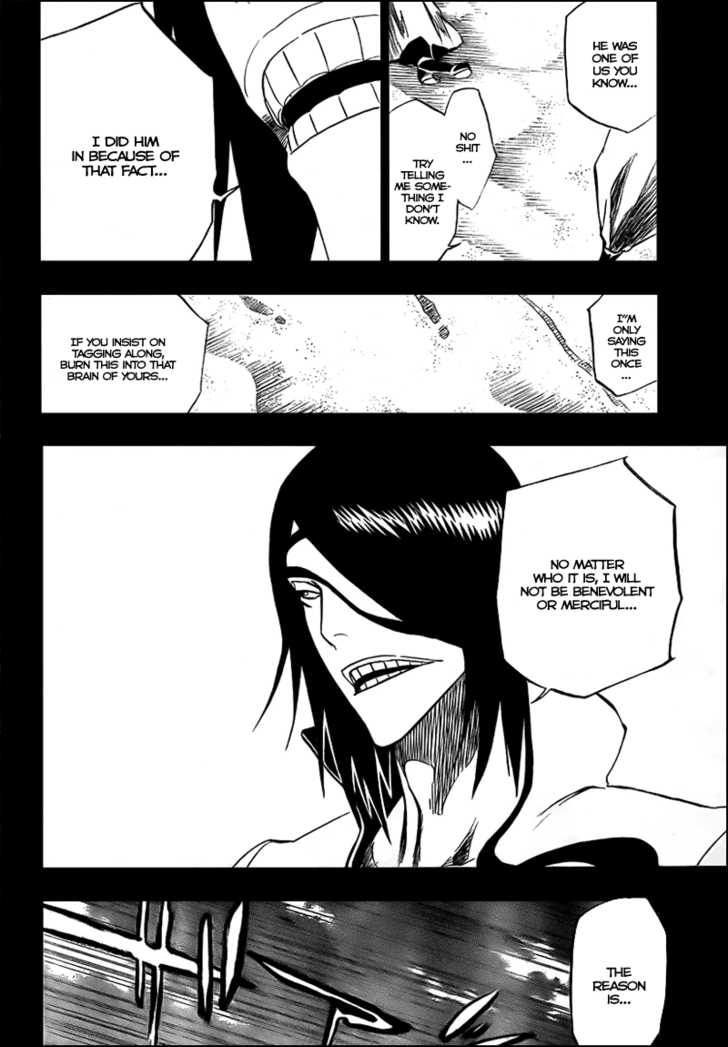 HE WAS
ONE OF
US YOU
KNOW...
NO
SHIT
...
TRY
TELLING
ME SOME-
THING I
DON'T
KNOW.
I DID HIM
IN BECAUSE OF
THAT FACT...
I"M
ONLY
SAYING
THIS
ONCE
...
IF YOU INSIST ON
TAGGING ALONG,
BURN THIS INTO THAT
BRAIN OF YOURS...
NO MATTER
WHO IT IS, I WILL
NOT BE BENEVOLENT
OR MERCIFUL...
THE
REASON
IS...